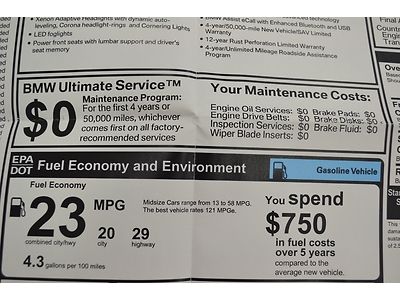 Xenon Adaptive Headlights with dynamic auto-
leveling, Corona headlight-rings and Cornering Lights
• LED foglights
• Power front seats with lumbar support and driver's
seat memory
• BMW Assist eCall with Enhanced Bluetooth and USB
Warranty
• 4-year/50,000-mile New Vehicle/SAV Limited
Warranty
• 12-year Rust Perforation Limited Warranty
• 4-year/Unlimited Mileage Roadside Assistance
Program
BMW Ultimate Service™
$0
Maintenance Program:
For the first 4 years or
50,000 miles, whichever
comes first on all factory-
recommended services
Your Maintenance Costs:
Engine Oil Services: $0 Brake Pads: $0
Engine Drive Belts: $0 Brake Disks: $0
Inspection Services: $0 Brake Fluid: $0
Wiper Blade Inserts: $0
EPA
DOT
Fuel Economy and Environment
Gasoline Vehicle
Fuel Economy
23 MPG
combined city/hwy
20
city
29
highway
4.3 gallons per 100 miles
Midsize Cars range from 13 to 58 MPG.
The best vehicle rates 121 MPGe.
You spend
$750
in fuel costs
over 5 years
compared to the
average new vehicle.